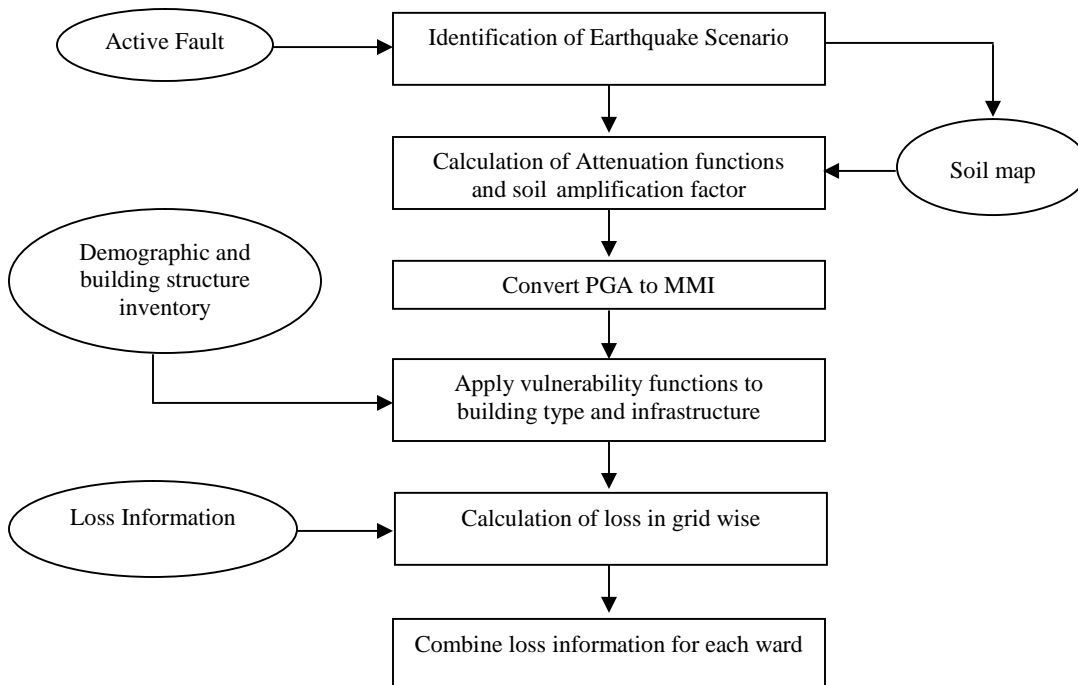 Active Fault
Identification of Earthquake Scenario
Calculation of Attenuation functions
and soil amplification factor
Soil map
Demographic and
building structure
inventory
Convert PGA to MMI
Apply vulnerability functions to
building type and infrastructure
Loss Information
Calculation of loss in grid wise
Combine loss information for each ward